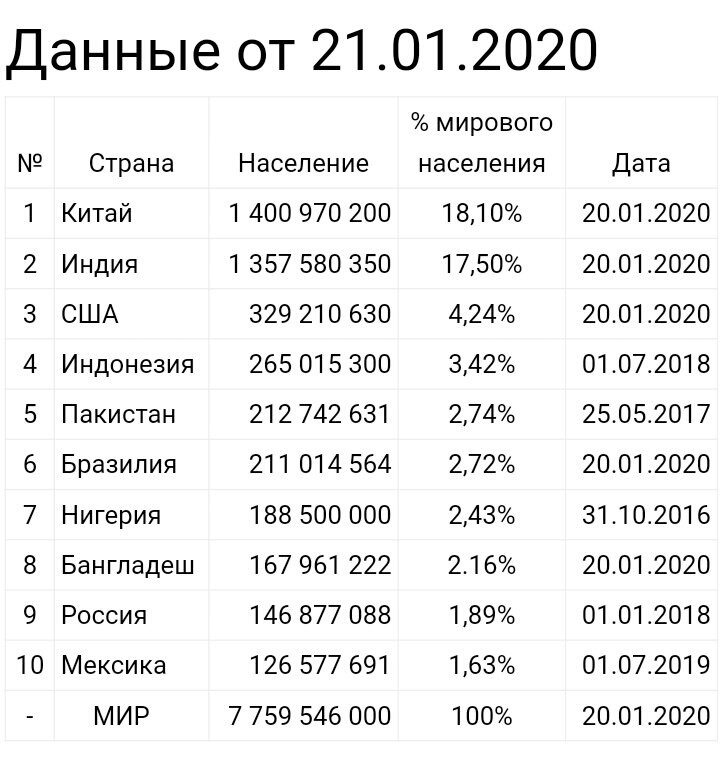 Данные от 21.01.2020
№ Страна Население % мирового населения Дата
1 Китай 1 400 970 200 18,10% 20.01.2020
2 Индия 1 357 580 350 17,50% 20.01.2020
3 США 329 210 630 4,24% 20.01.2020
4 Индонезия 265 015 300 3,42% 01.07.2018
5 Пакистан 212 742 631 2,74% 25.05.2017
6 Бразилия 211 014 564 2,72% 20.01.2020
7 Нигерия 188 500 000 2,43% 31.10.2016
8 Бангладеш 167 961 222 2.16% 20.01.2020
9 Россия 146 877 088 1,89% 01.01.2018
10 Мексика 126 577 691 1,63% 01.07.2019
- МИР 7 759 546 000 100% 20.01.2020